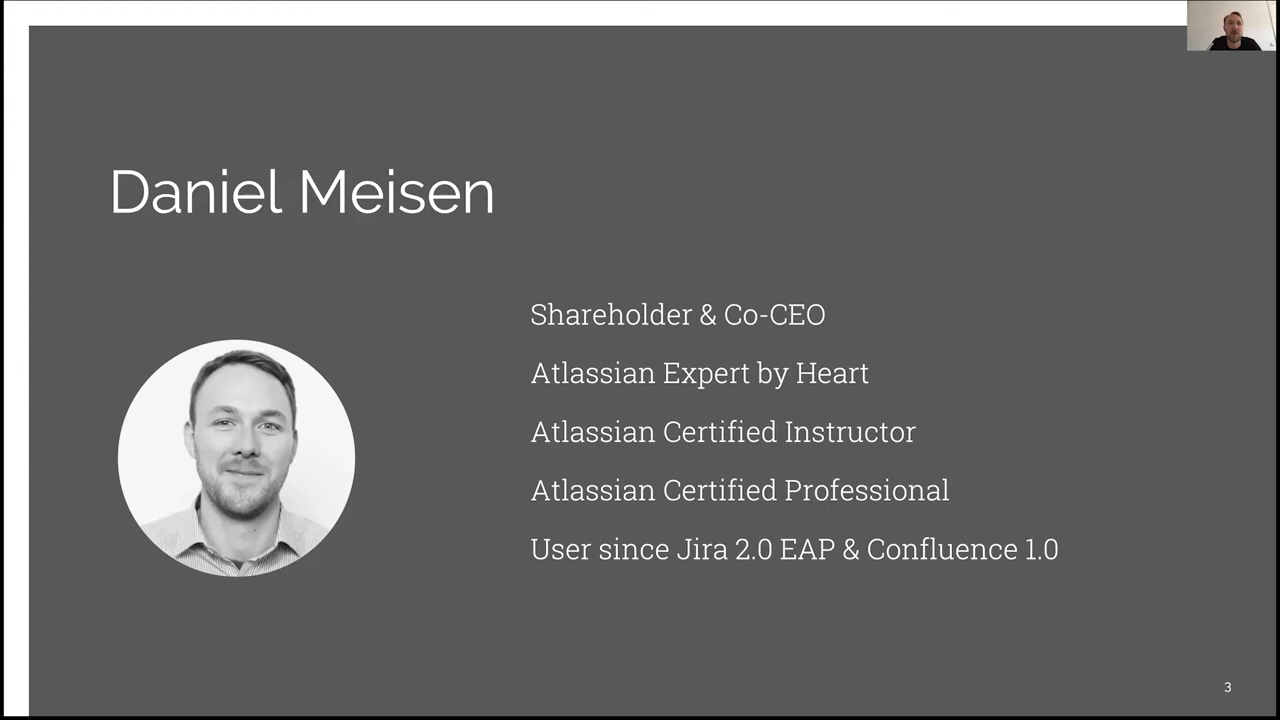 Daniel Meisen
Shareholder & Co-CEO
Atlassian Expert by Heart
Atlassian Certified Instructor
Atlassian Certified Professional
User since Jira 2.0 EAP & Confluence 1.0
3